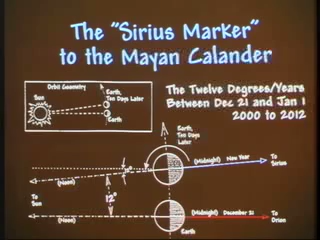 The "Sirius Marker"
to the Mayan Calander
Orbit Geometry
Sun
Earth,
Ten Days
Later
Earth
The Twelve Degrees/Years
Between Dec 21 and Jan 1
2000 to 2012
Earth,
Ten Days
Later
(Noon)
10°
(Midnight) New Year
To
Sirius
To
Sun
12°
(Noon)
(Midnight) December 21
To
Orion
Earth